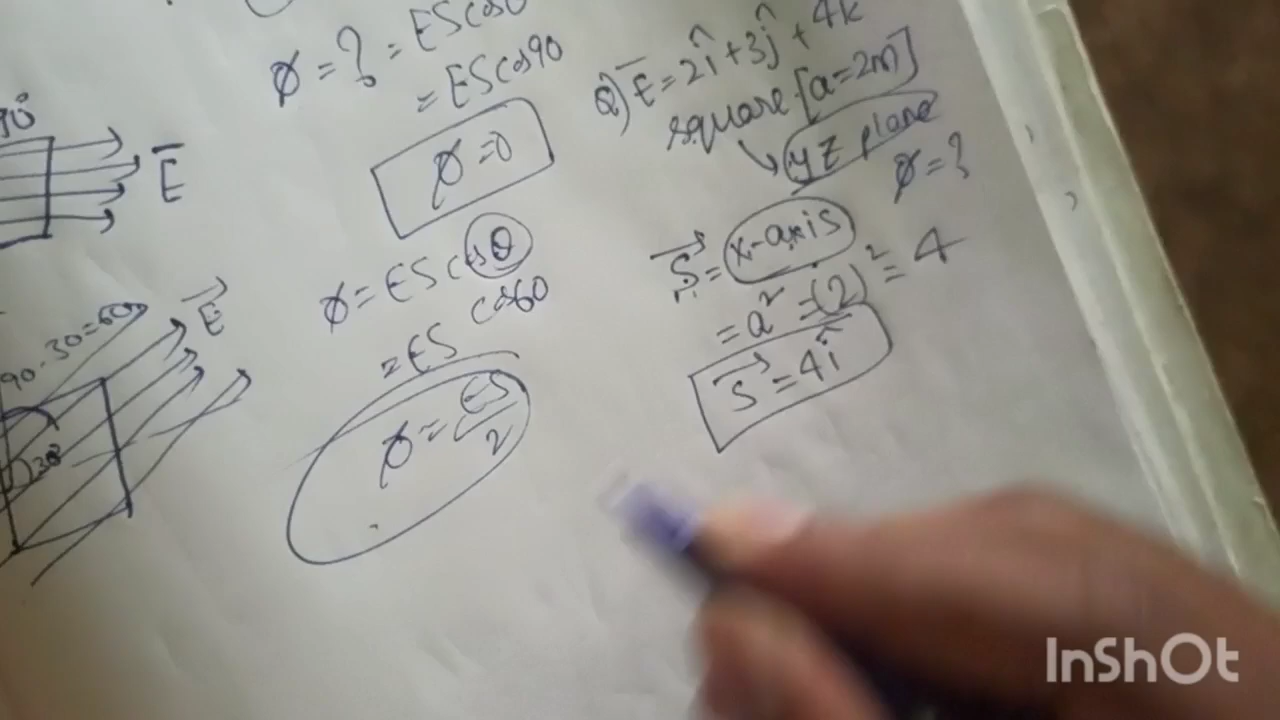 φ = ? = ES cos θ
= ES cos 90
φ = 0
90°
E̅
φ = ES cos θ
cos 60
= ES
φ = ES/2
90 - 30 = 60
E⃗
30°
Q) E̅ = 2î + 3ĵ + 4k
square [a = 2m]
yz plane
φ = ?
S⃗ = x-axis
= a² = (2)² = 4
S⃗ = 4î
InShOt